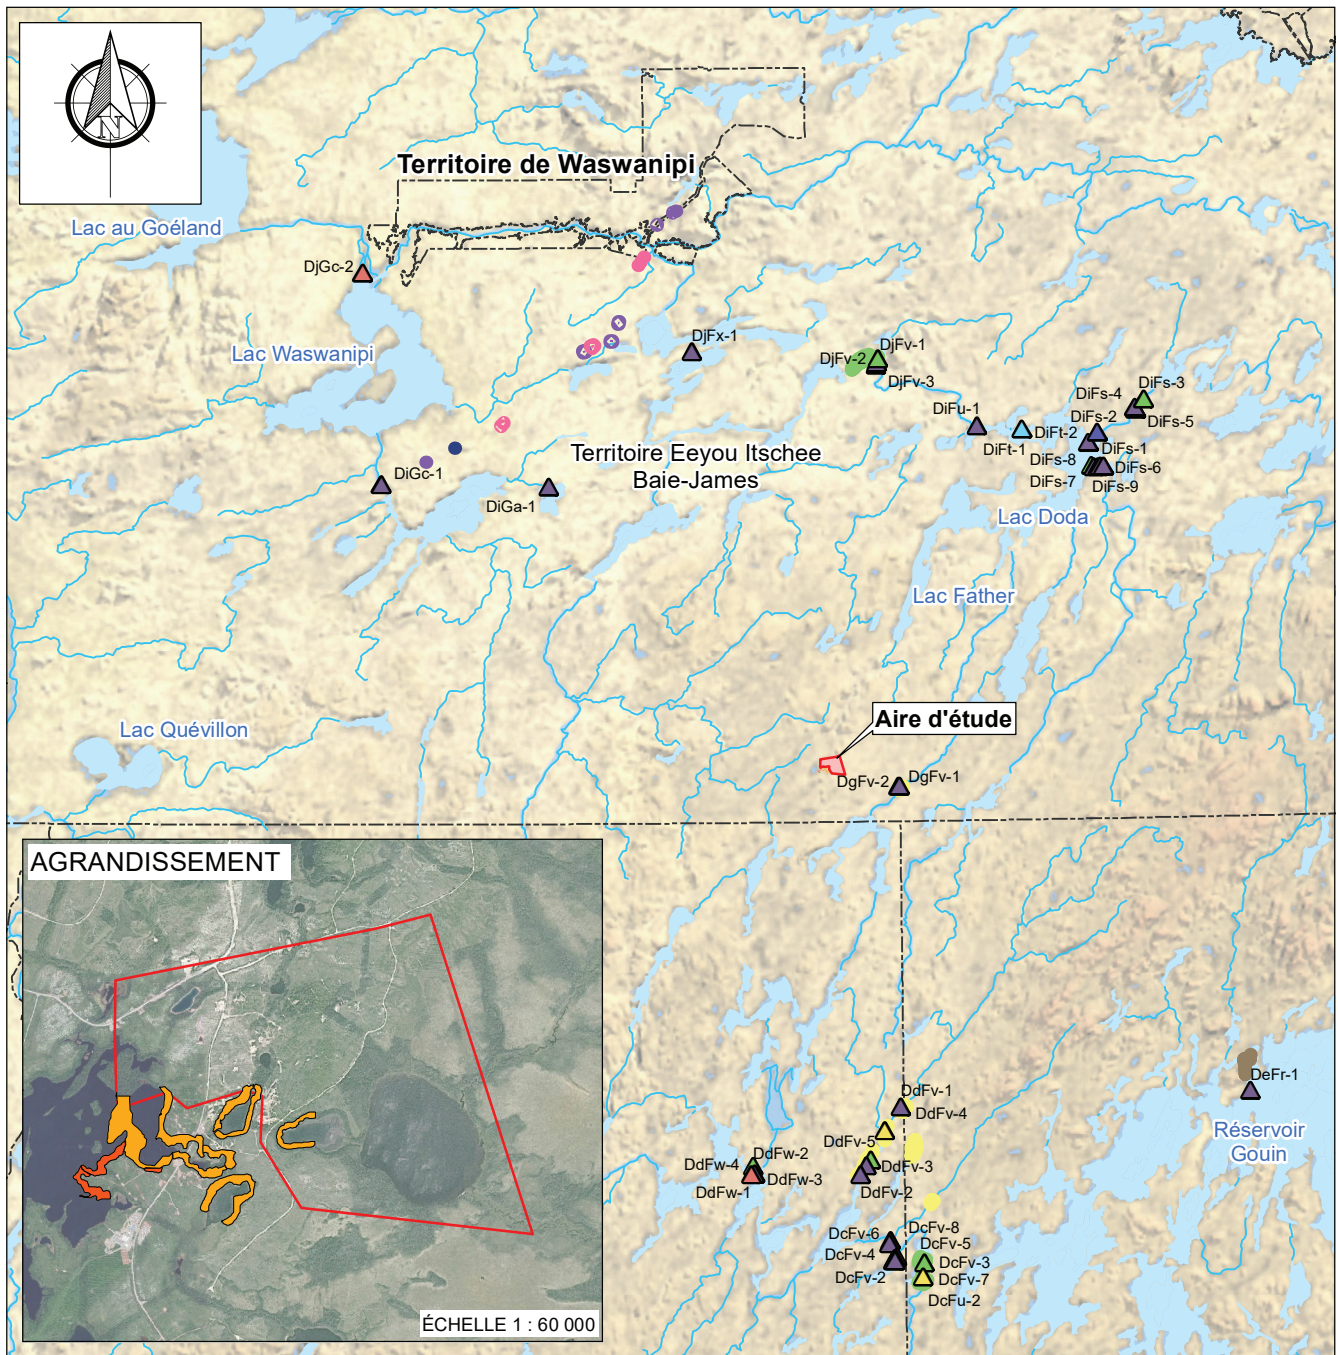 N
Territoire de Waswanipi
Lac au Goéland
DjGc-2
Lac Waswanipi
DjFx-1
DjFv-1
DjFv-2
DjFv-3
DiFs-3
DiFs-4
DiFu-1
DiFs-2
DiFs-5
DiFt-2
DiFt-1
DiFs-1
Territoire Eeyou Itschee
Baie-James
DiFs-8
DiFs-6
DiGc-1
DiFs-7
DiFs-9
DiGa-1
Lac Doda
Lac Father
Lac Quévillon
Aire d'étude
DgFv-2
DgFv-1
AGRANDISSEMENT
DeFr-1
DdFv-1
DdFv-4
Réservoir
Gouin
DdFv-5
DdFw-2
DdFw-4
DdFv-3
DdFw-3
DdFw-1
DdFv-2
DcFv-8
DcFv-6
DcFv-5
DcFv-4
DcFv-3
DcFv-2
DcFv-7
DcFu-2
ÉCHELLE 1 : 60 000